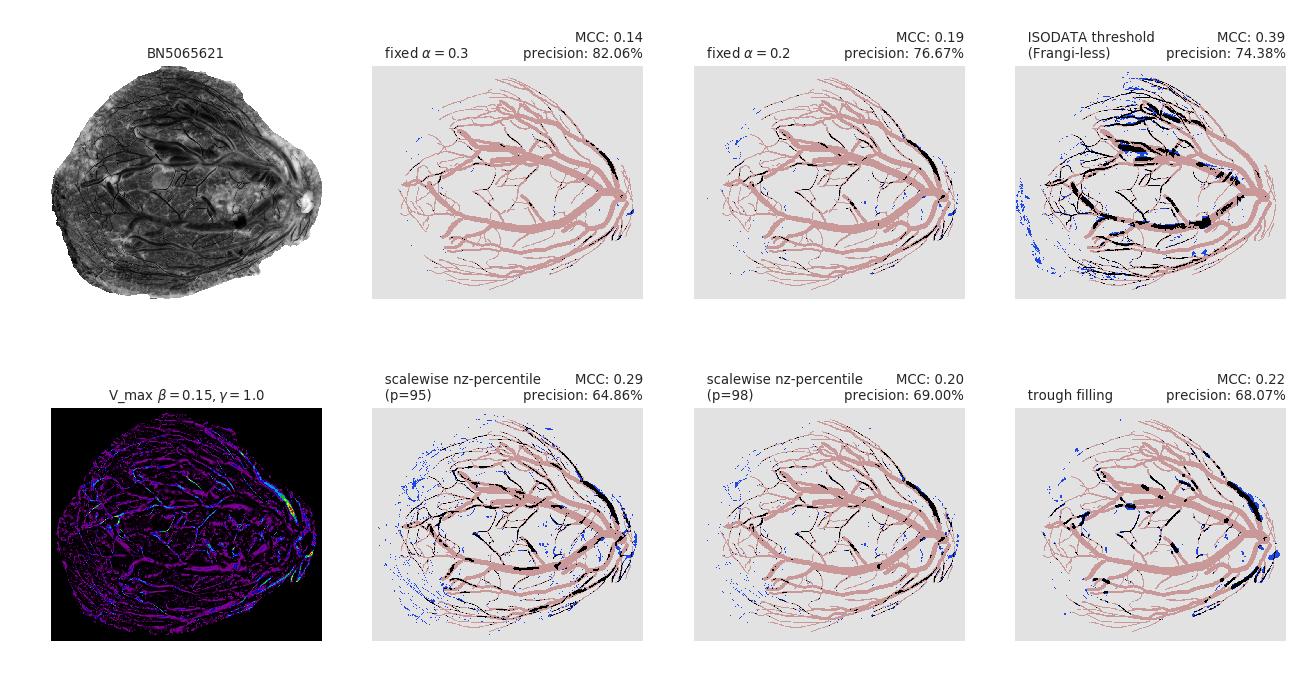 BN5065621
MCC: 0.14
fixed α = 0.3 precision: 82.06%
MCC: 0.19
fixed α = 0.2 precision: 76.67%
ISODATA threshold MCC: 0.39
(Frangi-less) precision: 74.38%
V_max β = 0.15, γ = 1.0
scalewise nz-percentile MCC: 0.29
(p=95) precision: 64.86%
scalewise nz-percentile MCC: 0.20
(p=98) precision: 69.00%
MCC: 0.22
trough filling precision: 68.07%